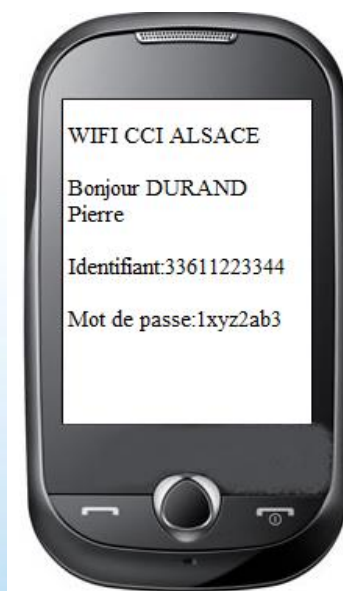 WIFI CCI ALSACE
Bonjour DURAND
Pierre
Identifiant:33611223344
Mot de passe:1xyz2ab3